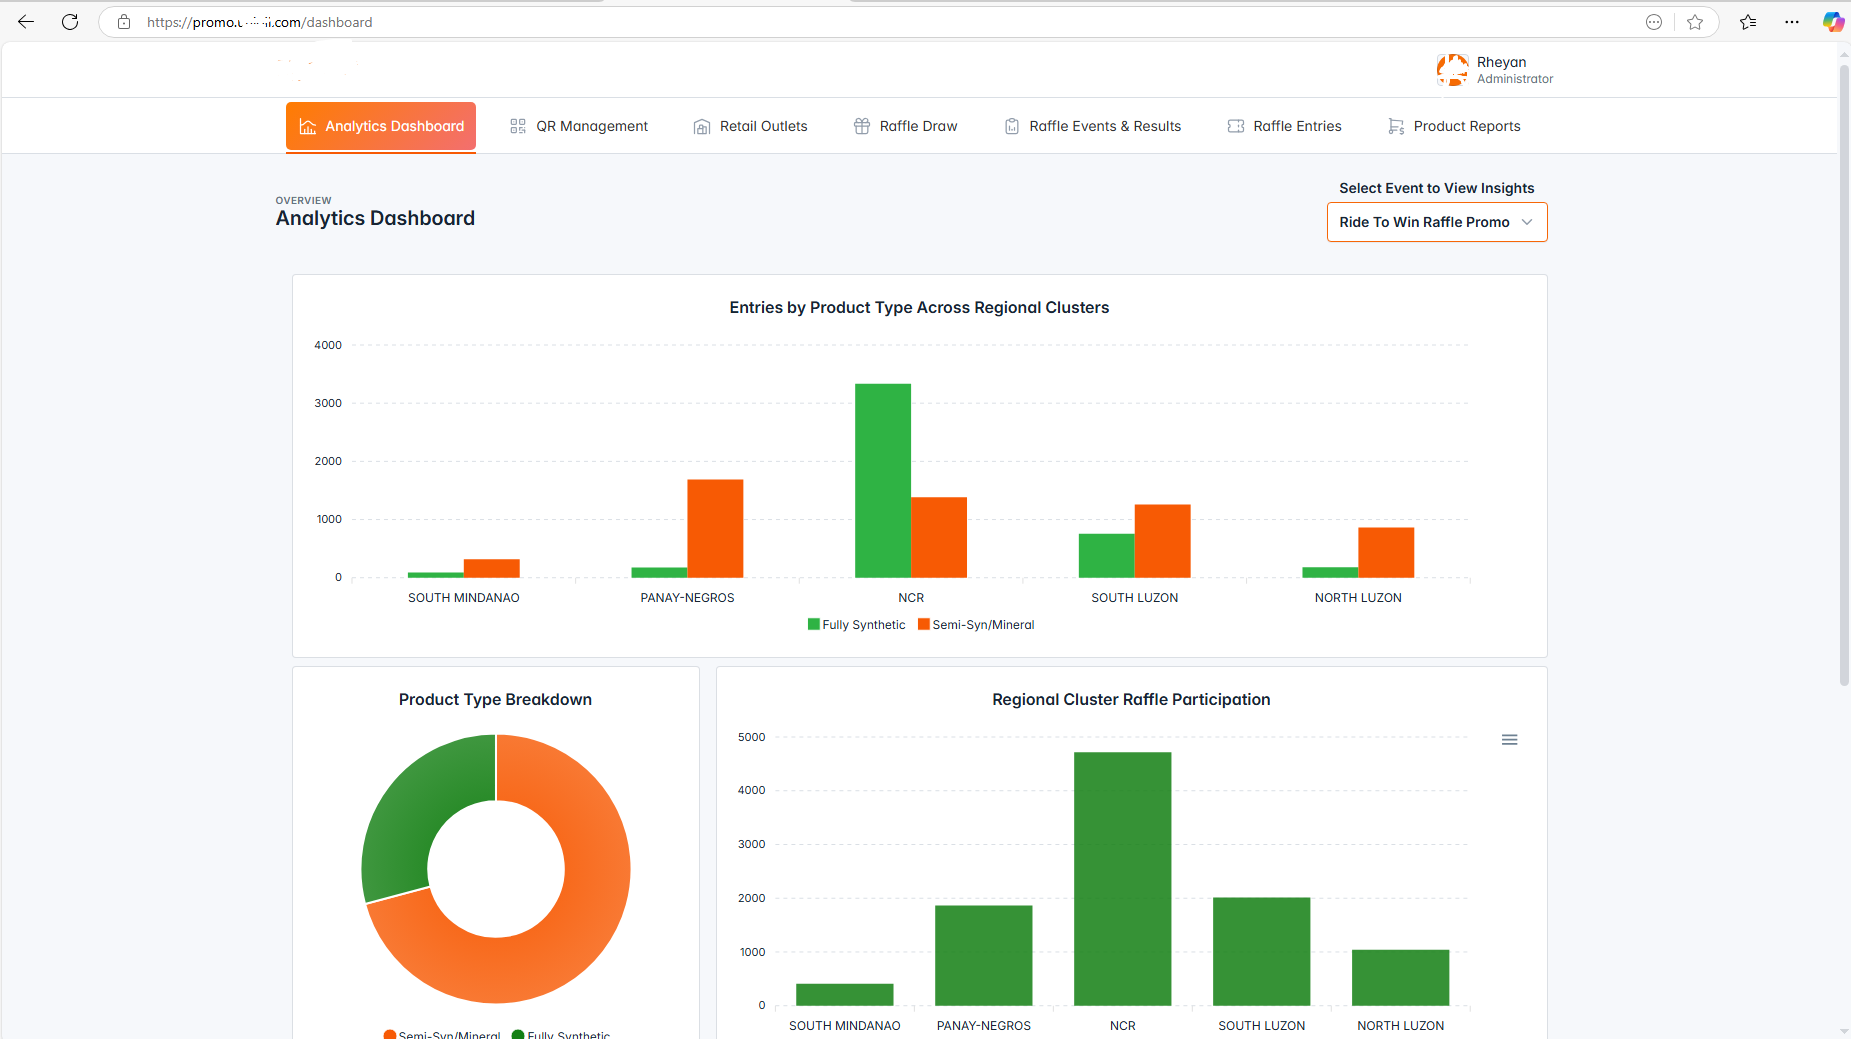 https://promo.
.com/dashboard
Rheyan
Administrator
Analytics Dashboard
QR Management
Retail Outlets
Raffle Draw
Raffle Events & Results
Raffle Entries
Product Reports
OVERVIEW
Analytics Dashboard
Select Event to View Insights
Ride To Win Raffle Promo
Entries by Product Type Across Regional Clusters
4000
3000
2000
1000
0
SOUTH MINDANAO
PANAY-NEGROS
NCR
SOUTH LUZON
NORTH LUZON
Fully Synthetic
Semi-Syn/Mineral
Product Type Breakdown
Semi-Syn/Mineral
Fully Synthetic
Regional Cluster Raffle Participation
5000
4000
3000
2000
1000
0
SOUTH MINDANAO
PANAY-NEGROS
NCR
SOUTH LUZON
NORTH LUZON